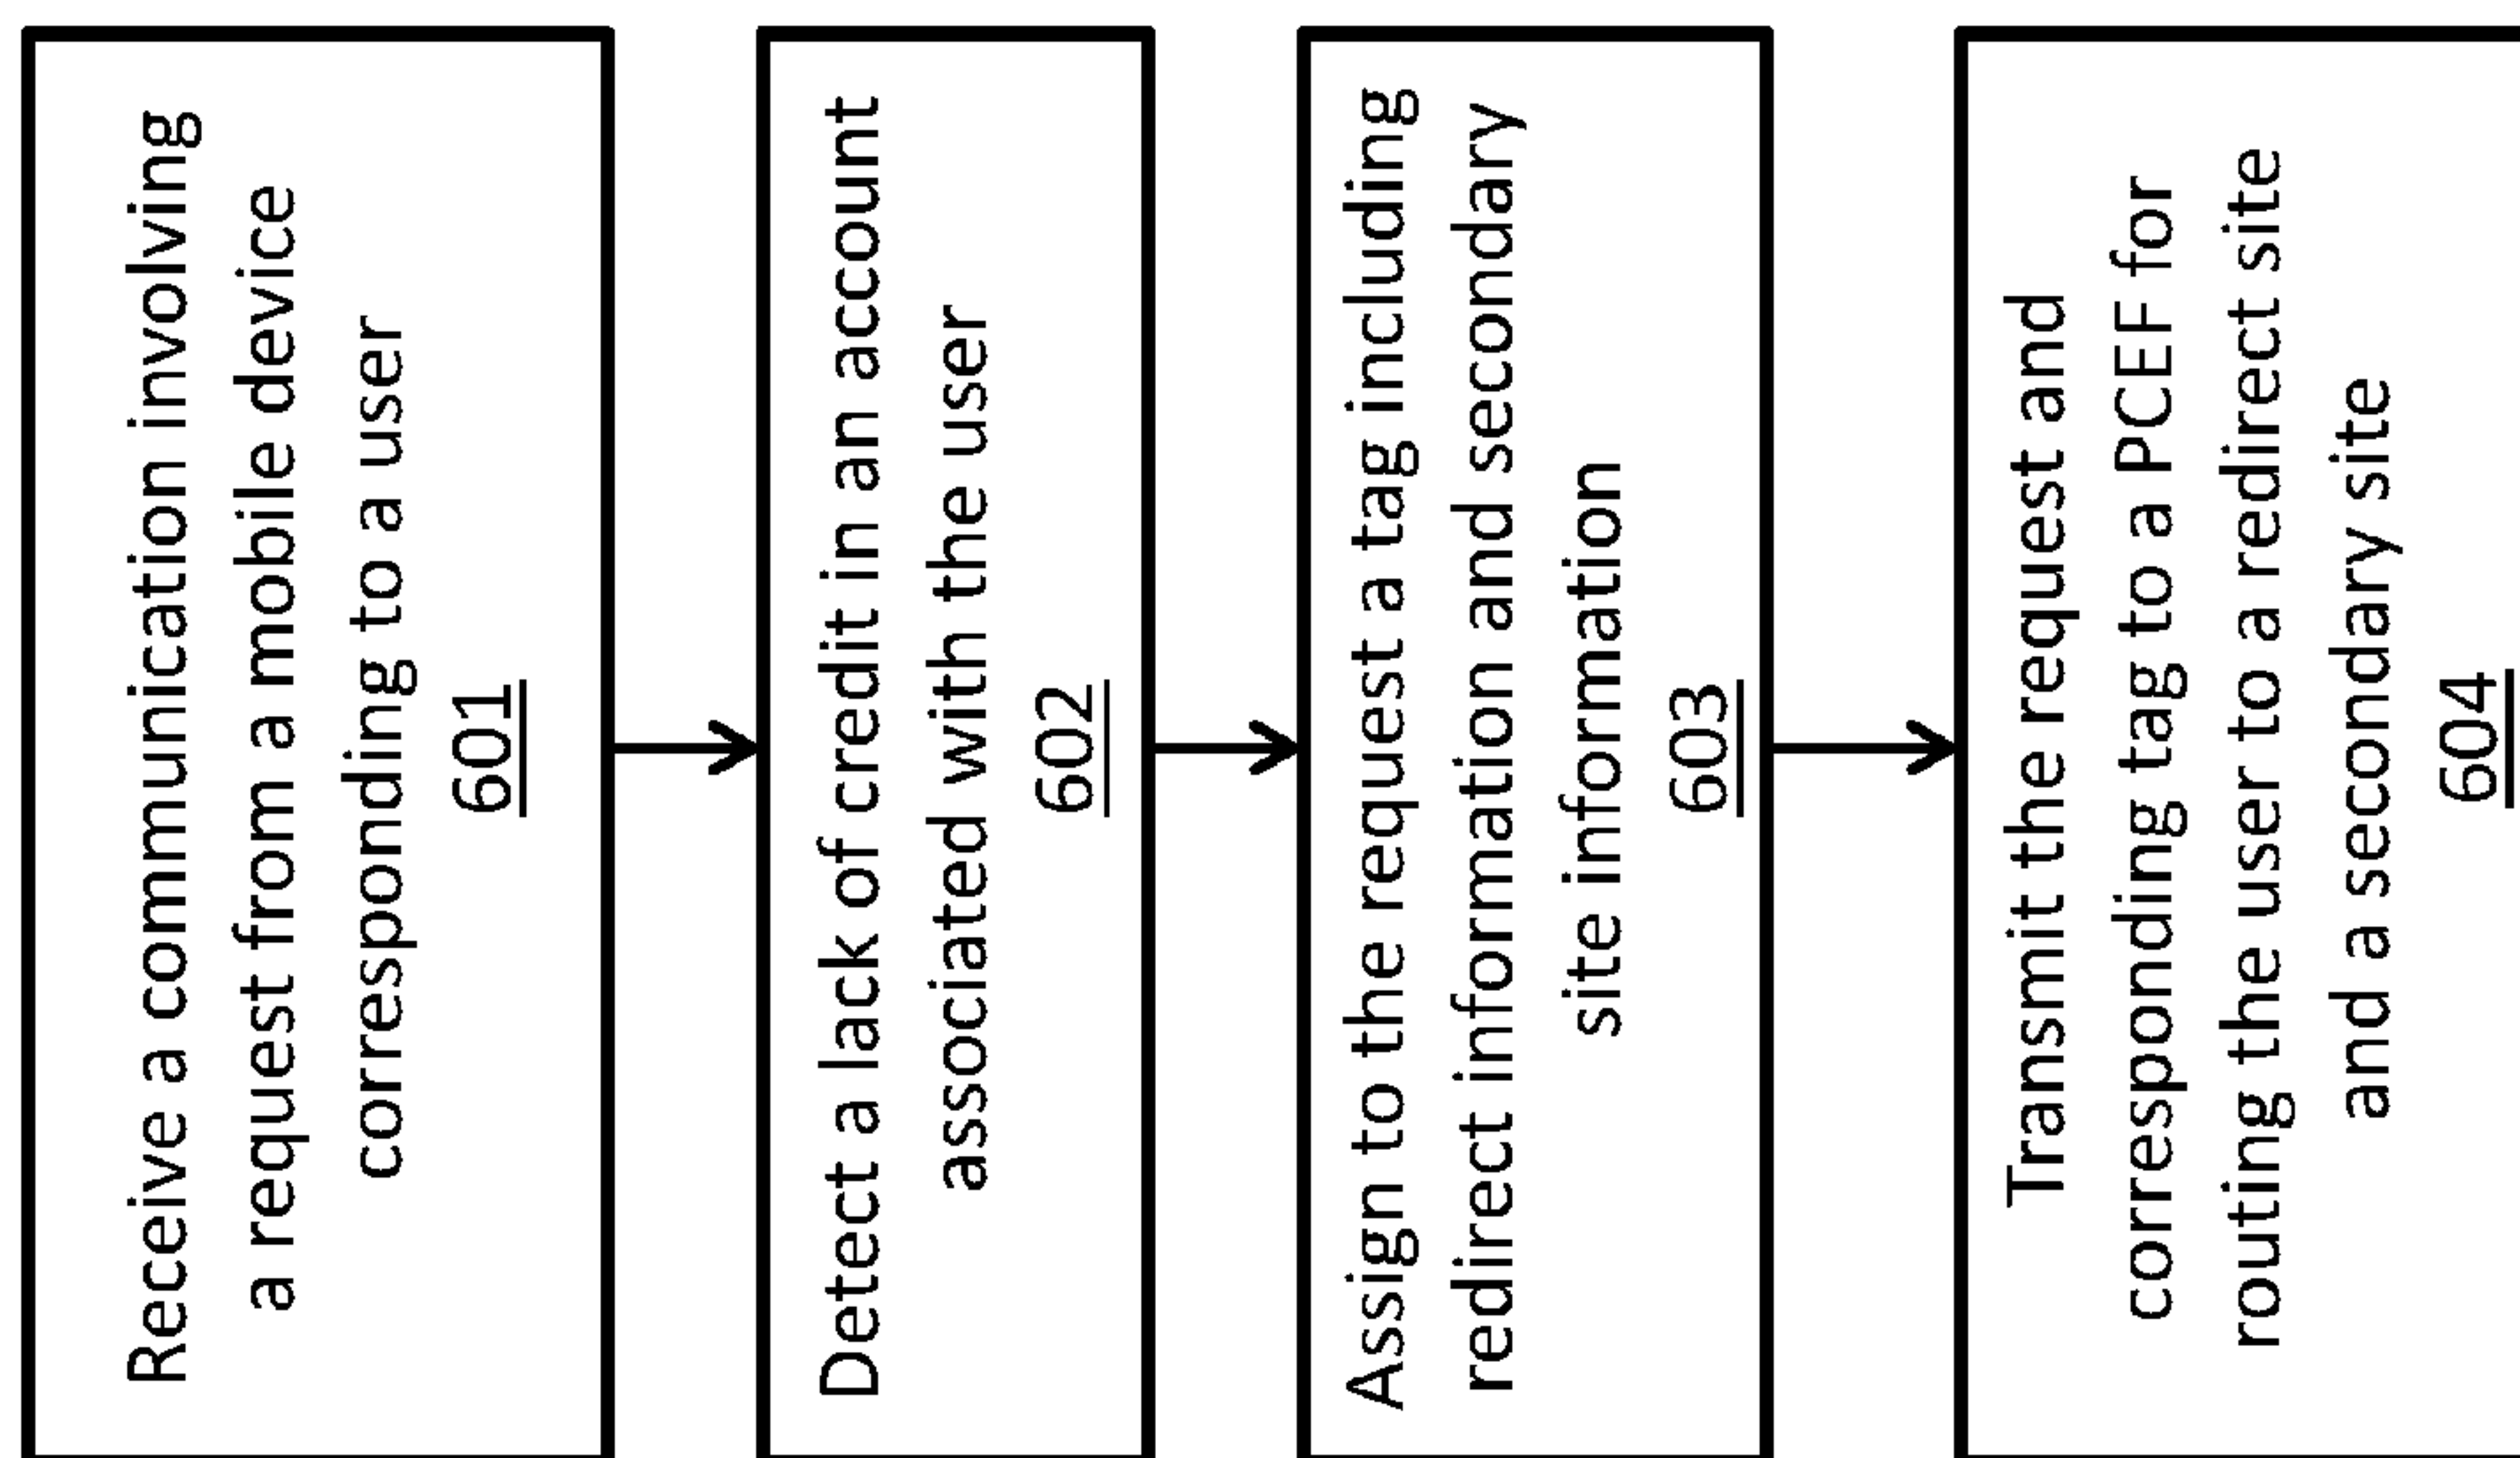 Receive a communication involving
a request from a mobile device
corresponding to a user
601
Detect a lack of credit in an account
associated with the user
602
Assign to the request a tag including
redirect information and secondary
site information
603
Transmit the request and
corresponding tag to a PCEF for
routing the user to a redirect site
and a secondary site
604